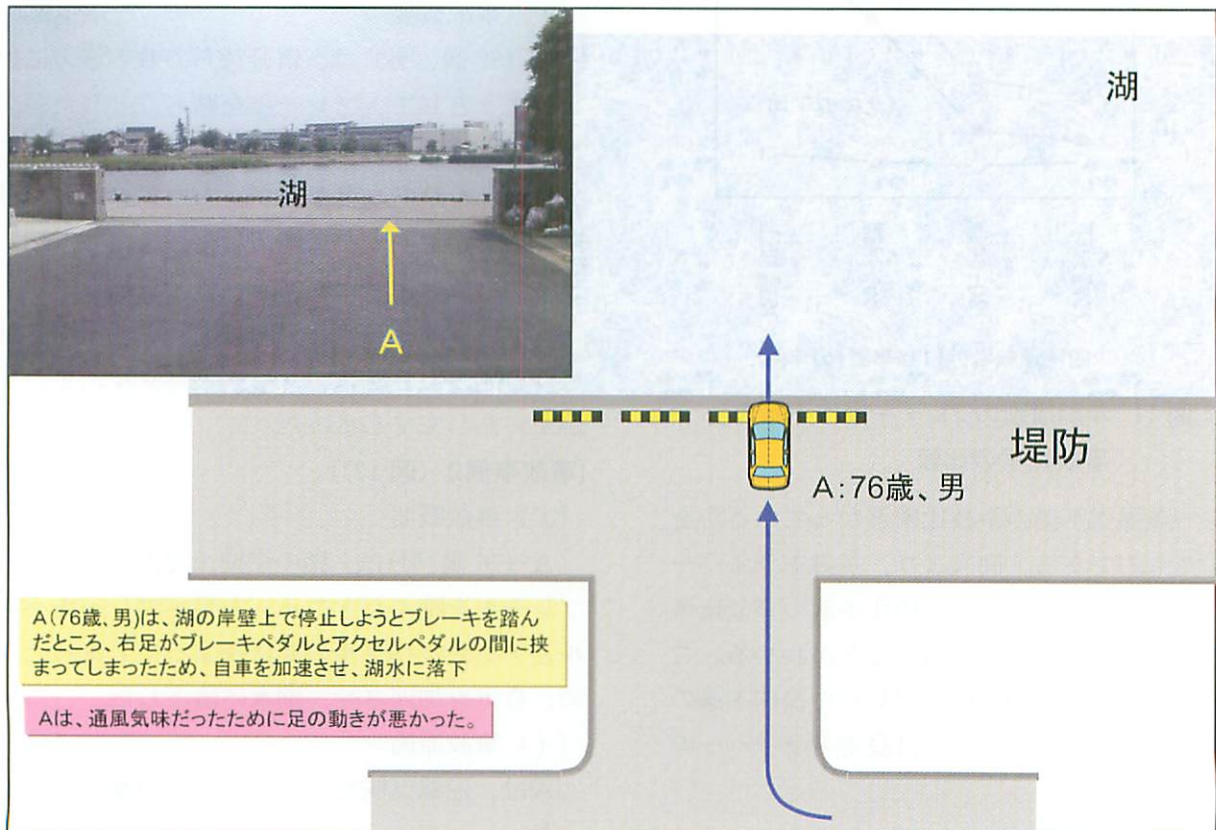 湖
A
湖
堤防
A:76歳、男
A(76歳、男)は、湖の岸壁上で停止しようとブレーキを踏ん
だところ、右足がブレーキペダルとアクセルペダルの間に挟
まってしまったため、自車を加速させ、湖水に落下
Aは、通風気味だったために足の動きが悪かった。